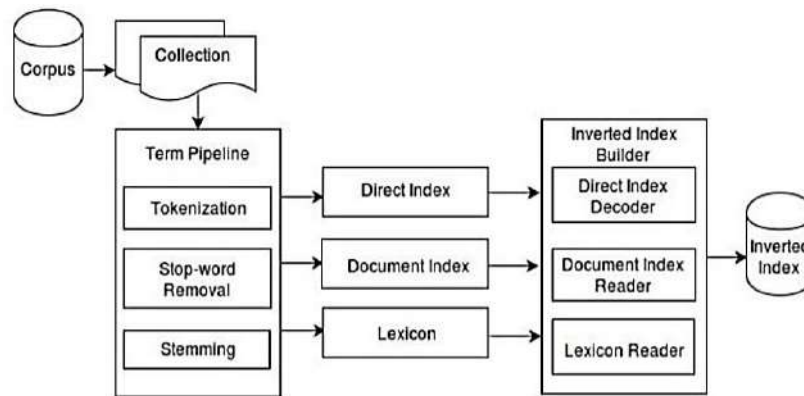 Corpus
Collection
Term Pipeline
Tokenization
Stop-word
Removal
Stemming
Direct Index
Document Index
Lexicon
Inverted Index
Builder
Direct Index
Decoder
Document Index
Reader
Lexicon Reader
Inverted
Index